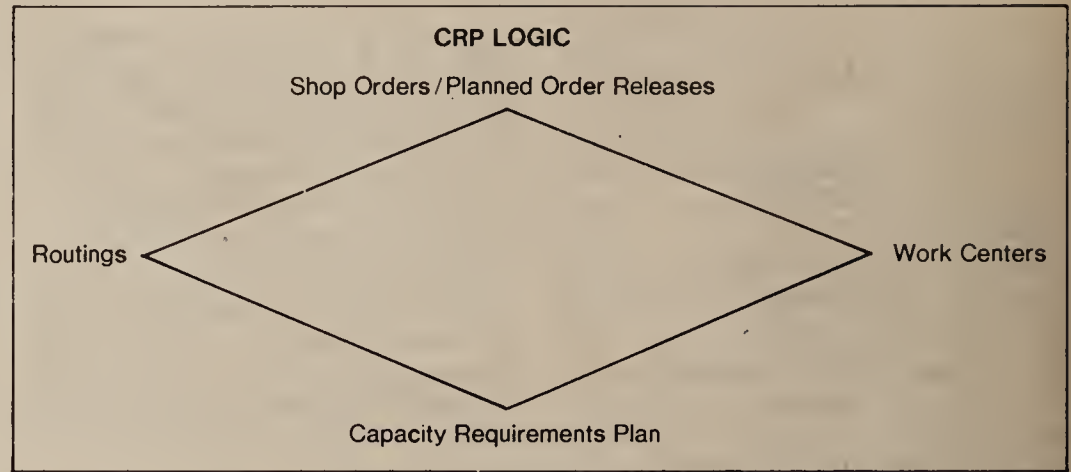 CRP LOGIC
Shop Orders/Planned Order Releases
Routings
Work Centers
Capacity Requirements Plan